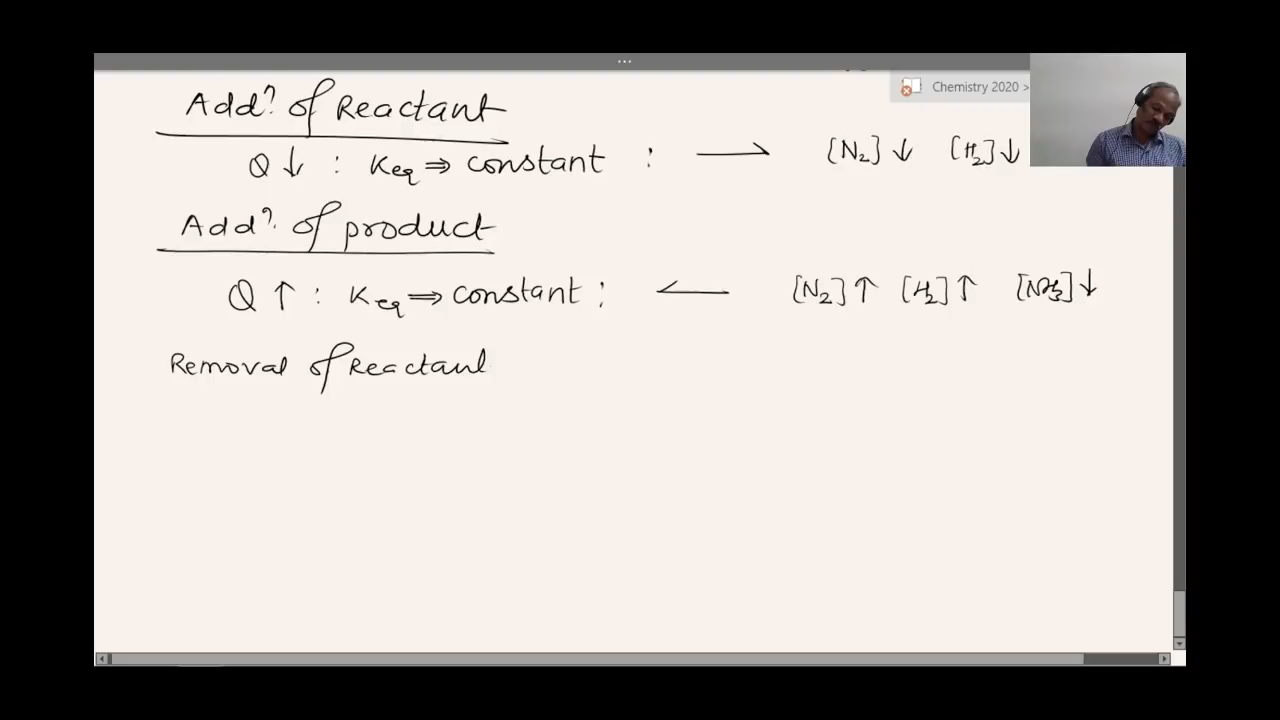 Chemistry 2020 >
Add? of Reactant
Q ↓ : Keq ⇒ constant : ⟶ [N₂] ↓ [H₂] ↓
Add? of product
Q ↑ : Keq ⇒ constant : ⟵ [N₂] ↑ [H₂] ↑ [NH₃] ↓
Removal of Reactant